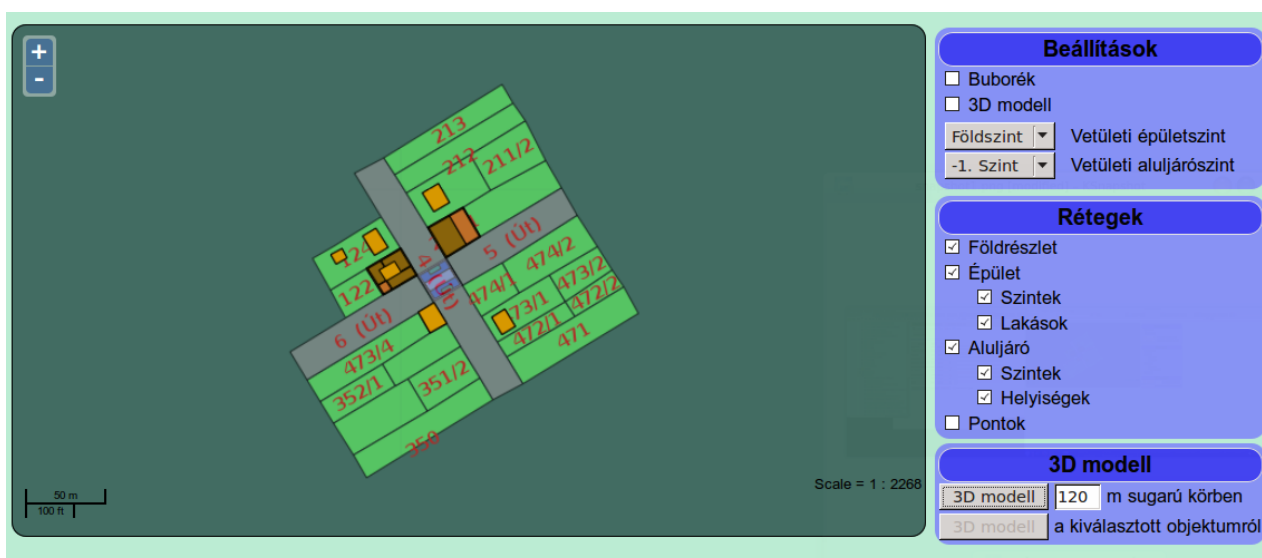 +
-
213
212
211/2
124
122
4 (Út)
5 (Út)
6 (Út)
474/2
474/1
473/2
473/1
472/2
472/1
471
473/4
352/1
351/2
350
50 m
100 ft
Scale = 1 : 2268
Beállítások
Buborék
3D modell
Földszint Vetületi épületszint
-1. Szint Vetületi aluljárószint
Rétegek
Földrészlet
Épület
Szintek
Lakások
Aluljáró
Szintek
Helyiségek
Pontok
3D modell
3D modell 120 m sugarú körben
3D modell a kiválasztott objektumról